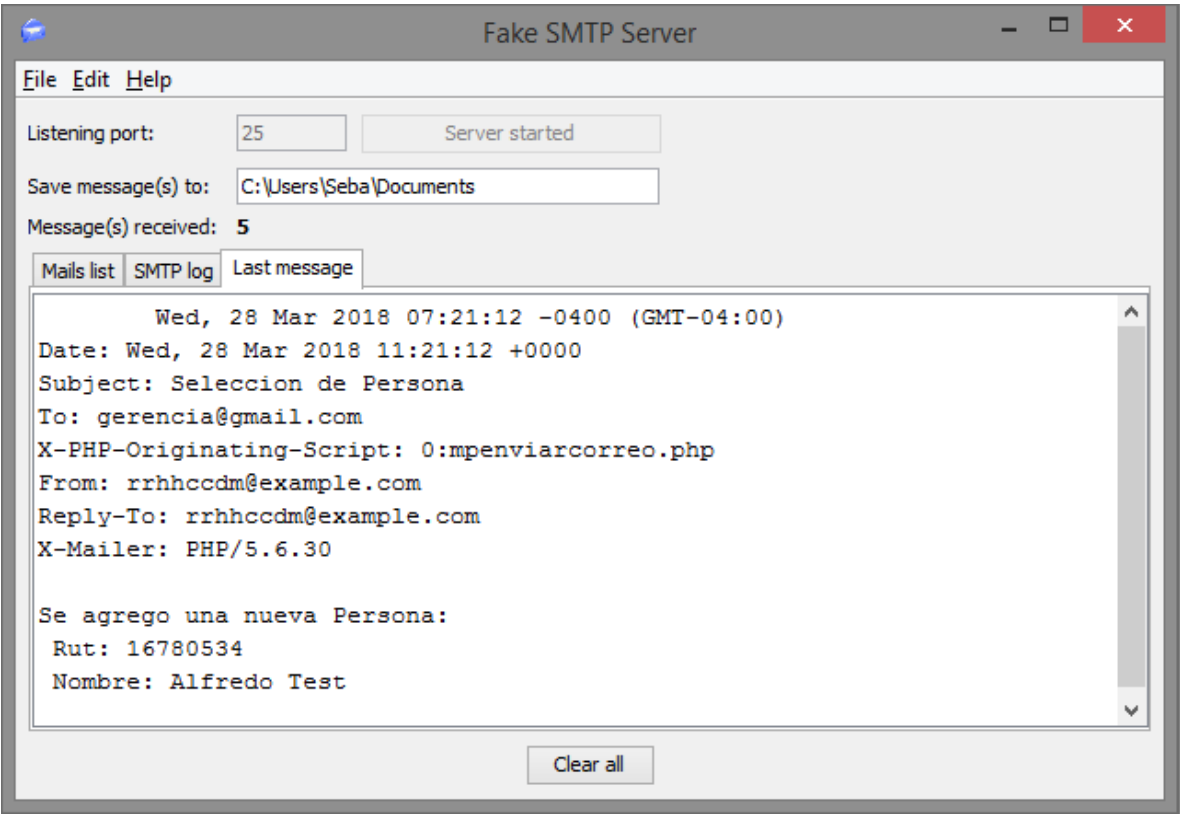 Fake SMTP Server
File Edit Help
Listening port: 25 Server started
Save message(s) to: C:\Users\Seba\Documents
Message(s) received: 5
Mails list SMTP log Last message
Wed, 28 Mar 2018 07:21:12 -0400 (GMT-04:00)
Date: Wed, 28 Mar 2018 11:21:12 +0000
Subject: Seleccion de Persona
To: gerencia@gmail.com
X-PHP-Originating-Script: 0:mpenviarcorreo.php
From: rrhhccdm@example.com
Reply-To: rrhhccdm@example.com
X-Mailer: PHP/5.6.30
Se agrego una nueva Persona:
Rut: 16780534
Nombre: Alfredo Test
Clear all